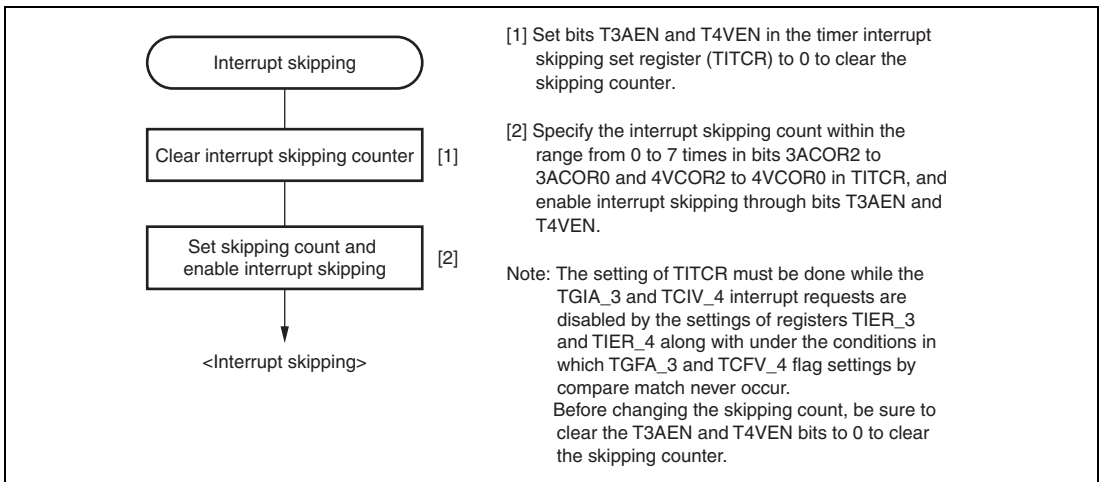 Interrupt skipping
Clear interrupt skipping counter
[1]
Set skipping count and
enable interrupt skipping
[2]
<Interrupt skipping>
[1] Set bits T3AEN and T4VEN in the timer interrupt
skipping set register (TITCR) to 0 to clear the
skipping counter.
[2] Specify the interrupt skipping count within the
range from 0 to 7 times in bits 3ACOR2 to
3ACOR0 and 4VCOR2 to 4VCOR0 in TITCR, and
enable interrupt skipping through bits T3AEN and
T4VEN.
Note: The setting of TITCR must be done while the
TGIA_3 and TCIV_4 interrupt requests are
disabled by the settings of registers TIER_3
and TIER_4 along with under the conditions in
which TGFA_3 and TCFV_4 flag settings by
compare match never occur.
Before changing the skipping count, be sure to
clear the T3AEN and T4VEN bits to 0 to clear
the skipping counter.